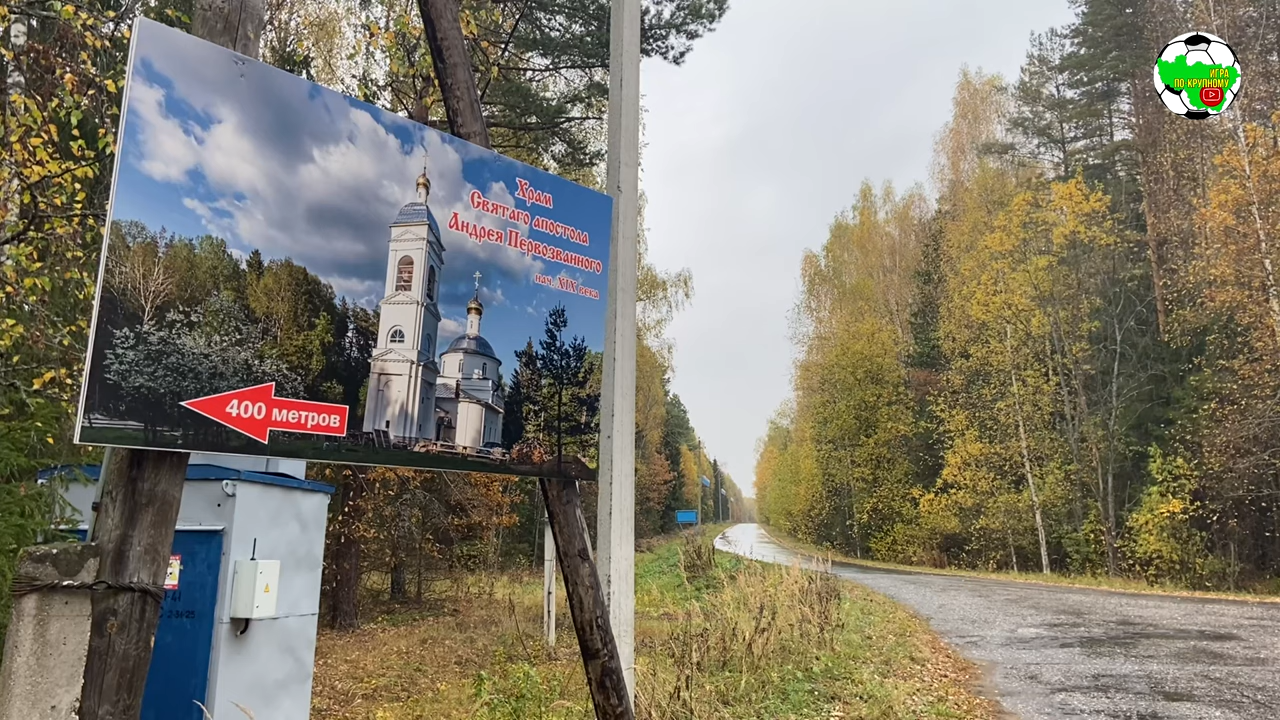 Храм
Святаго апостола
Андрея Первозванного
нач. XIX века
400 метров
ИГРА
ПО КРУПНОМУ